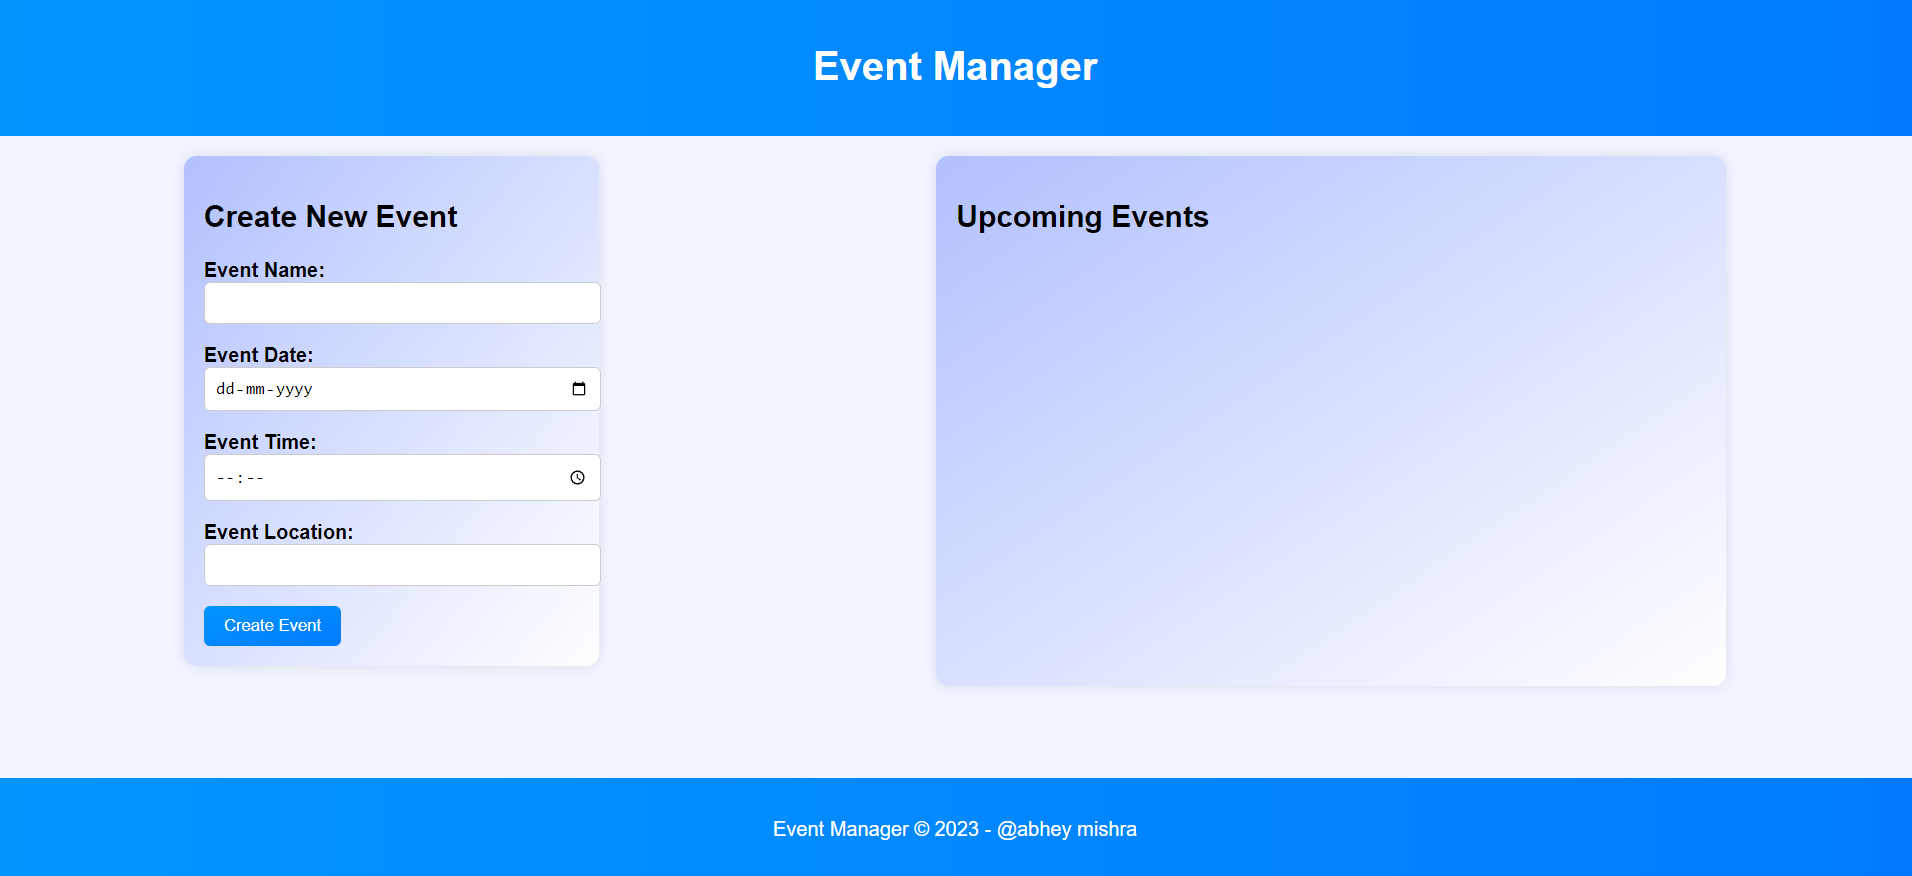 Event Manager
Create New Event
Event Name:
Event Date:
dd-mm-yyyy
Event Time:
--:--
Event Location:
Create Event
Upcoming Events
Event Manager © 2023 - @abhey mishra